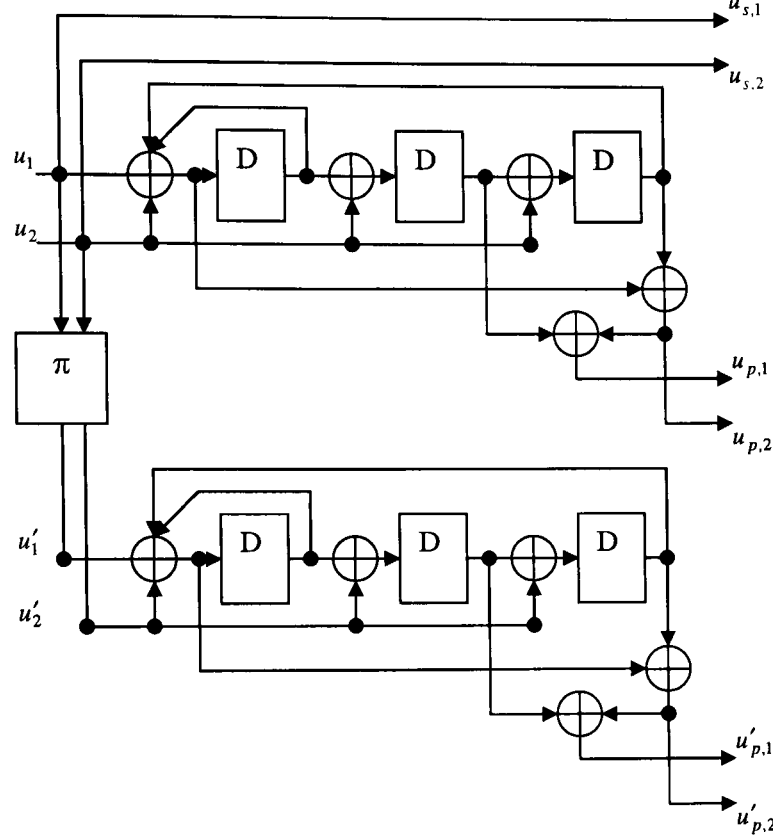 u_{s,1}
u_{s,2}
D D D
u_1
u_2
π
u_{p,1}
u_{p,2}
D D D
u'_1
u'_2
u'_{p,1}
u'_{p,2}